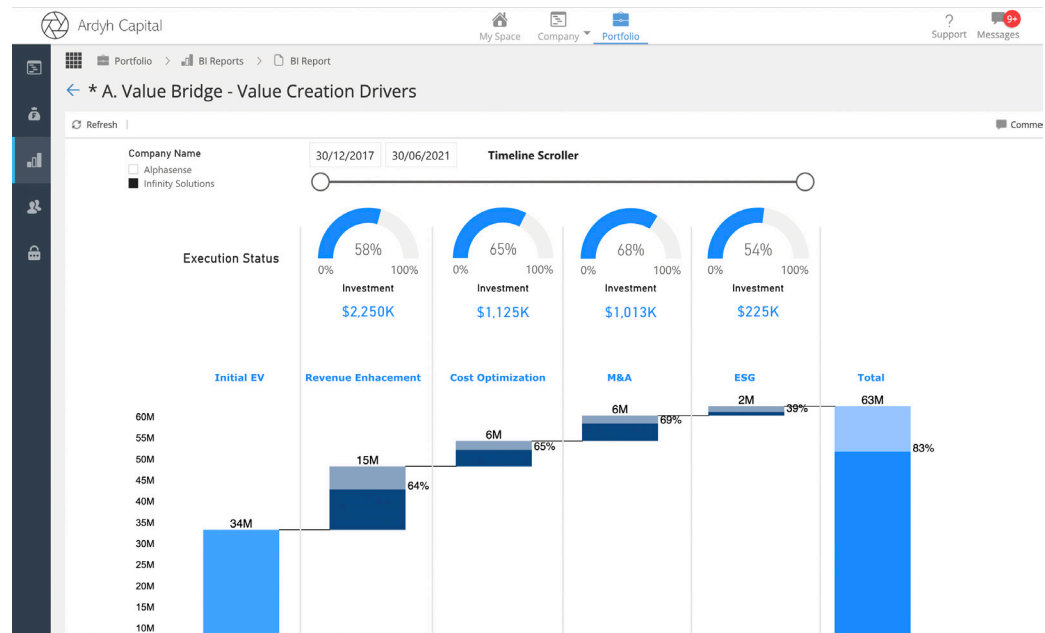 Ardyh Capital
My Space
Company
Portfolio
?
Support
9+
Messages
Portfolio > BI Reports > BI Report
← * A. Value Bridge - Value Creation Drivers
Refresh
Comme
Company Name
Alphasense
Infinity Solutions
30/12/2017 30/06/2021 Timeline Scroller
Execution Status
58%
0% 100%
Investment
$2,250K
65%
0% 100%
Investment
$1,125K
68%
0% 100%
Investment
$1,013K
54%
0% 100%
Investment
$225K
Initial EV Revenue Enhacement Cost Optimization M&A ESG Total
60M
55M
50M
45M
40M
35M
30M
25M
20M
15M
10M
34M
15M
64%
6M
65%
6M
69%
2M
39%
63M
83%